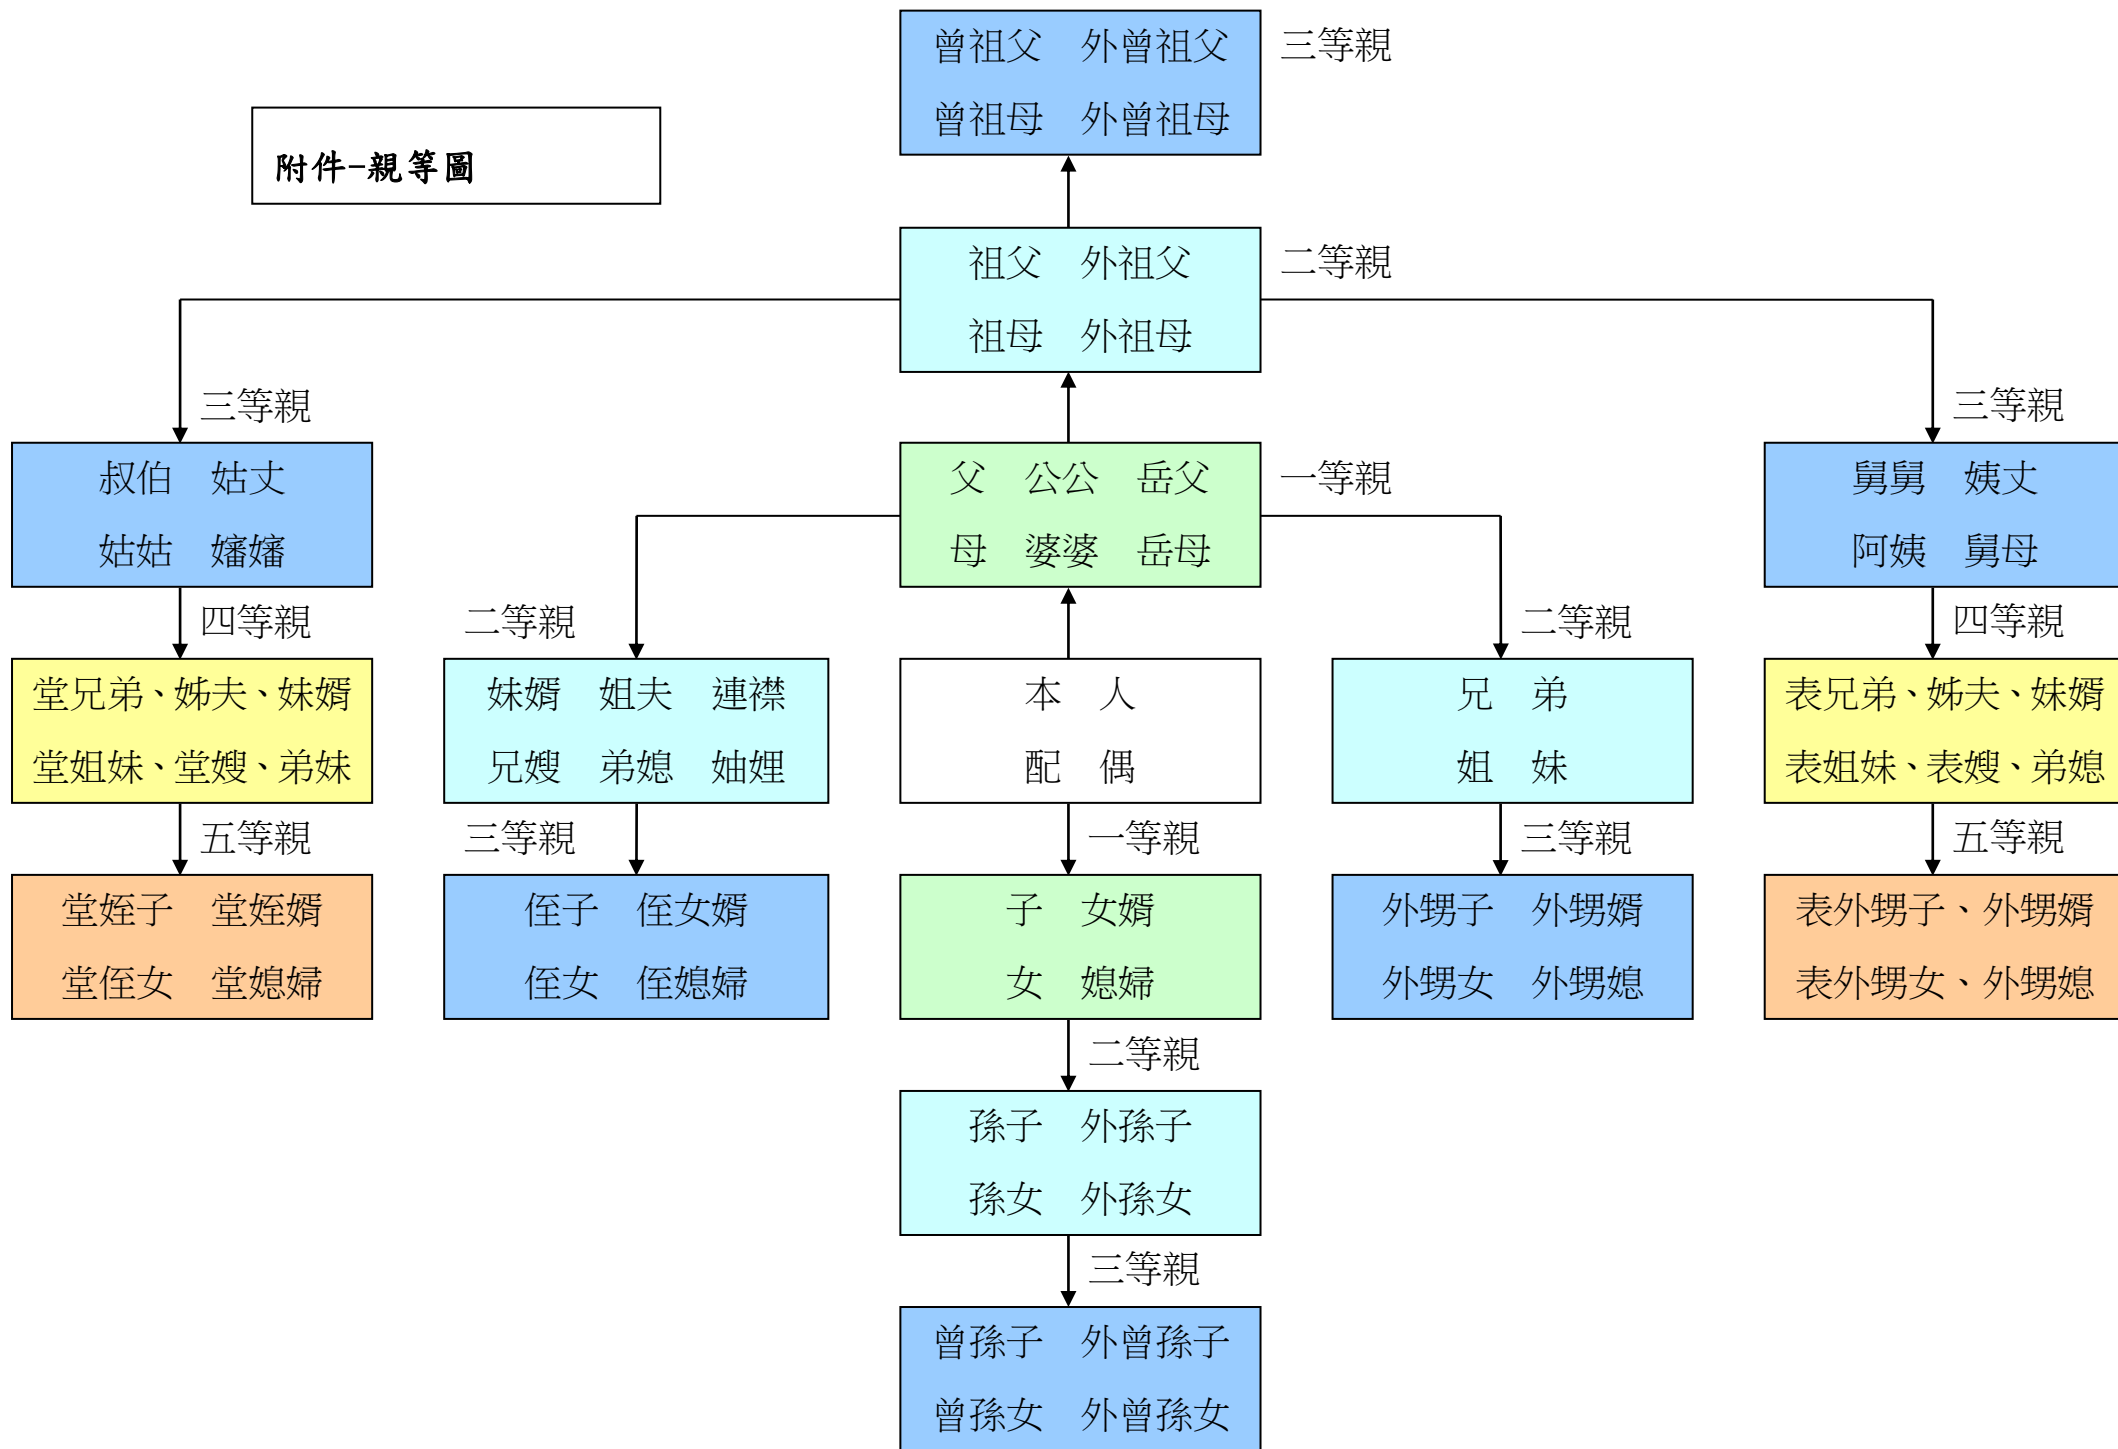 曾祖父 外曾祖父 三等親
曾祖母 外曾祖母
附件-親等圖
祖父 外祖父 二等親
祖母 外祖母
三等親
三等親
叔伯 姑丈
姑姑 嬸嬸
父 公公 岳父 一等親
母 婆婆 岳母
舅舅 姨丈
阿姨 舅母
四等親
二等親
二等親
四等親
堂兄弟、姊夫、妹婿
堂姐妹、堂嫂、弟妹
妹婿 姐夫 連襟
兄嫂 弟媳 妯娌
本 人
配 偶
兄 弟
姐 妹
表兄弟、姊夫、妹婿
表姐妹、表嫂、弟媳
五等親
三等親
一等親
三等親
五等親
堂姪子 堂姪婿
堂侄女 堂媳婦
侄子 侄女婿
侄女 侄媳婦
子 女婿
女 媳婦
外甥子 外甥婿
外甥女 外甥媳
表外甥子、外甥婿
表外甥女、外甥媳
二等親
孫子 外孫子
孫女 外孫女
三等親
曾孫子 外曾孫子
曾孫女 外曾孫女